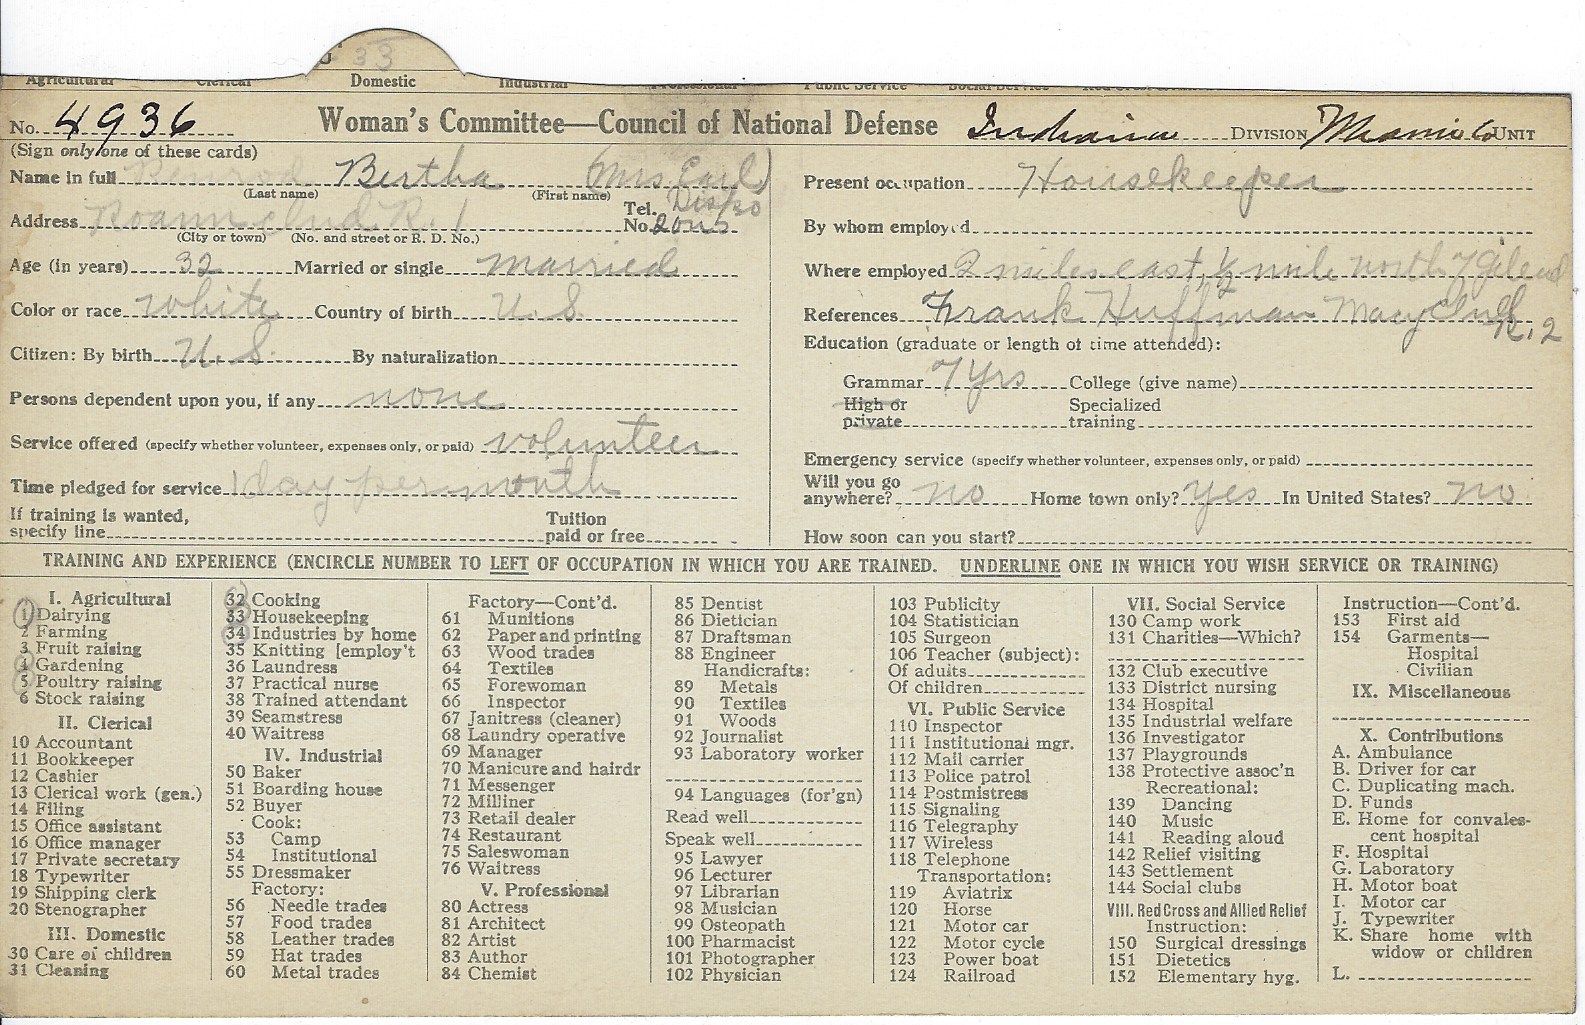 33
Agricultural Clerical Domestic Industrial Professional Public Service Social Service
No. 4936 Woman's Committee—Council of National Defense Indiana DIVISION Miami Co UNIT
(Sign only one of these cards)
Name in full Penrod Bertha (Mrs. Earl)
(Last name) (First name)
Address Roann Ind R. 1 Tel. No. 20
(City or town) (No. and street or R. D. No.)
Age (in years) 32 Married or single married
Color or race white Country of birth U. S.
Citizen: By birth U. S. By naturalization
Persons dependent upon you, if any none
Service offered (specify whether volunteer, expenses only, or paid) volunteer
Time pledged for service 1 day per month
If training is wanted, specify line Tuition paid or free
Present occupation Housekeeper
By whom employed
Where employed 2 miles east, ½ mile north Gilead
References Frank Huffman Macy Ind R. 2
Education (graduate or length of time attended):
Grammar 7 yrs College (give name)
High or private Specialized training
Emergency service (specify whether volunteer, expenses only, or paid)
Will you go anywhere? no Home town only? yes In United States? no
How soon can you start?
TRAINING AND EXPERIENCE (ENCIRCLE NUMBER TO LEFT OF OCCUPATION IN WHICH YOU ARE TRAINED. UNDERLINE ONE IN WHICH YOU WISH SERVICE OR TRAINING)
I. Agricultural
1 Dairying
2 Farming
3 Fruit raising
4 Gardening
5 Poultry raising
6 Stock raising
II. Clerical
10 Accountant
11 Bookkeeper
12 Cashier
13 Clerical work (gen.)
14 Filing
15 Office assistant
16 Office manager
17 Private secretary
18 Typewriter
19 Shipping clerk
20 Stenographer
III. Domestic
30 Care of children
31 Cleaning
32 Cooking
33 Housekeeping
34 Industries by home
35 Knitting [employ't
36 Laundress
37 Practical nurse
38 Trained attendant
39 Seamstress
40 Waitress
IV. Industrial
50 Baker
51 Boarding house
52 Buyer
Cook:
53 Camp
54 Institutional
55 Dressmaker
Factory:
56 Needle trades
57 Food trades
58 Leather trades
59 Hat trades
60 Metal trades
Factory—Cont'd.
61 Munitions
62 Paper and printing
63 Wood trades
64 Textiles
65 Forewoman
66 Inspector
67 Janitress (cleaner)
68 Laundry operative
69 Manager
70 Manicure and hairdr
71 Messenger
72 Milliner
73 Retail dealer
74 Restaurant
75 Saleswoman
76 Waitress
V. Professional
80 Actress
81 Architect
82 Artist
83 Author
84 Chemist
85 Dentist
86 Dietician
87 Draftsman
88 Engineer
Handicrafts:
89 Metals
90 Textiles
91 Woods
92 Journalist
93 Laboratory worker
94 Languages (for'gn)
Read well
Speak well
95 Lawyer
96 Lecturer
97 Librarian
98 Musician
99 Osteopath
100 Pharmacist
101 Photographer
102 Physician
103 Publicity
104 Statistician
105 Surgeon
106 Teacher (subject):
Of adults
Of children
VI. Public Service
110 Inspector
111 Institutional mgr.
112 Mail carrier
113 Police patrol
114 Postmistress
115 Signaling
116 Telegraphy
117 Wireless
118 Telephone
Transportation:
119 Aviatrix
120 Horse
121 Motor car
122 Motor cycle
123 Power boat
124 Railroad
VII. Social Service
130 Camp work
131 Charities—Which?
132 Club executive
133 District nursing
134 Hospital
135 Industrial welfare
136 Investigator
137 Playgrounds
138 Protective assoc'n
Recreational:
139 Dancing
140 Music
141 Reading aloud
142 Relief visiting
143 Settlement
144 Social clubs
VIII. Red Cross and Allied Relief
Instruction:
150 Surgical dressings
151 Dietetics
152 Elementary hyg.
Instruction—Cont'd.
153 First aid
154 Garments—
Hospital
Civilian
IX. Miscellaneous
X. Contributions
A. Ambulance
B. Driver for car
C. Duplicating mach.
D. Funds
E. Home for convales-
cent hospital
F. Hospital
G. Laboratory
H. Motor boat
I. Motor car
J. Typewriter
K. Share home with
widow or children
L.